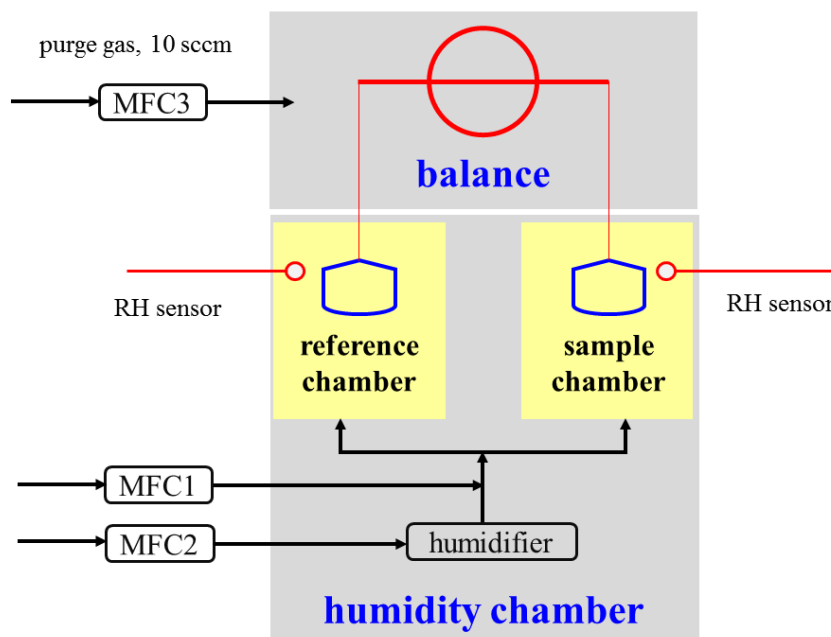 purge gas, 10 sccm
MFC3
balance
RH sensor
RH sensor
reference
chamber
sample
chamber
MFC1
MFC2
humidifier
humidity chamber